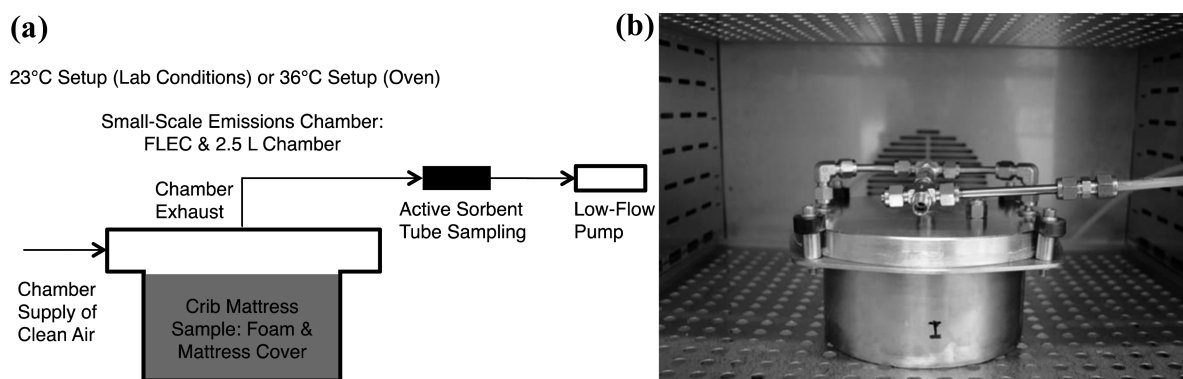 (a)
23°C Setup (Lab Conditions) or 36°C Setup (Oven)
Small-Scale Emissions Chamber:
FLEC & 2.5 L Chamber
Chamber
Exhaust
Active Sorbent
Tube Sampling
Low-Flow
Pump
Chamber
Supply of
Clean Air
Crib Mattress
Sample: Foam &
Mattress Cover
(b)
I